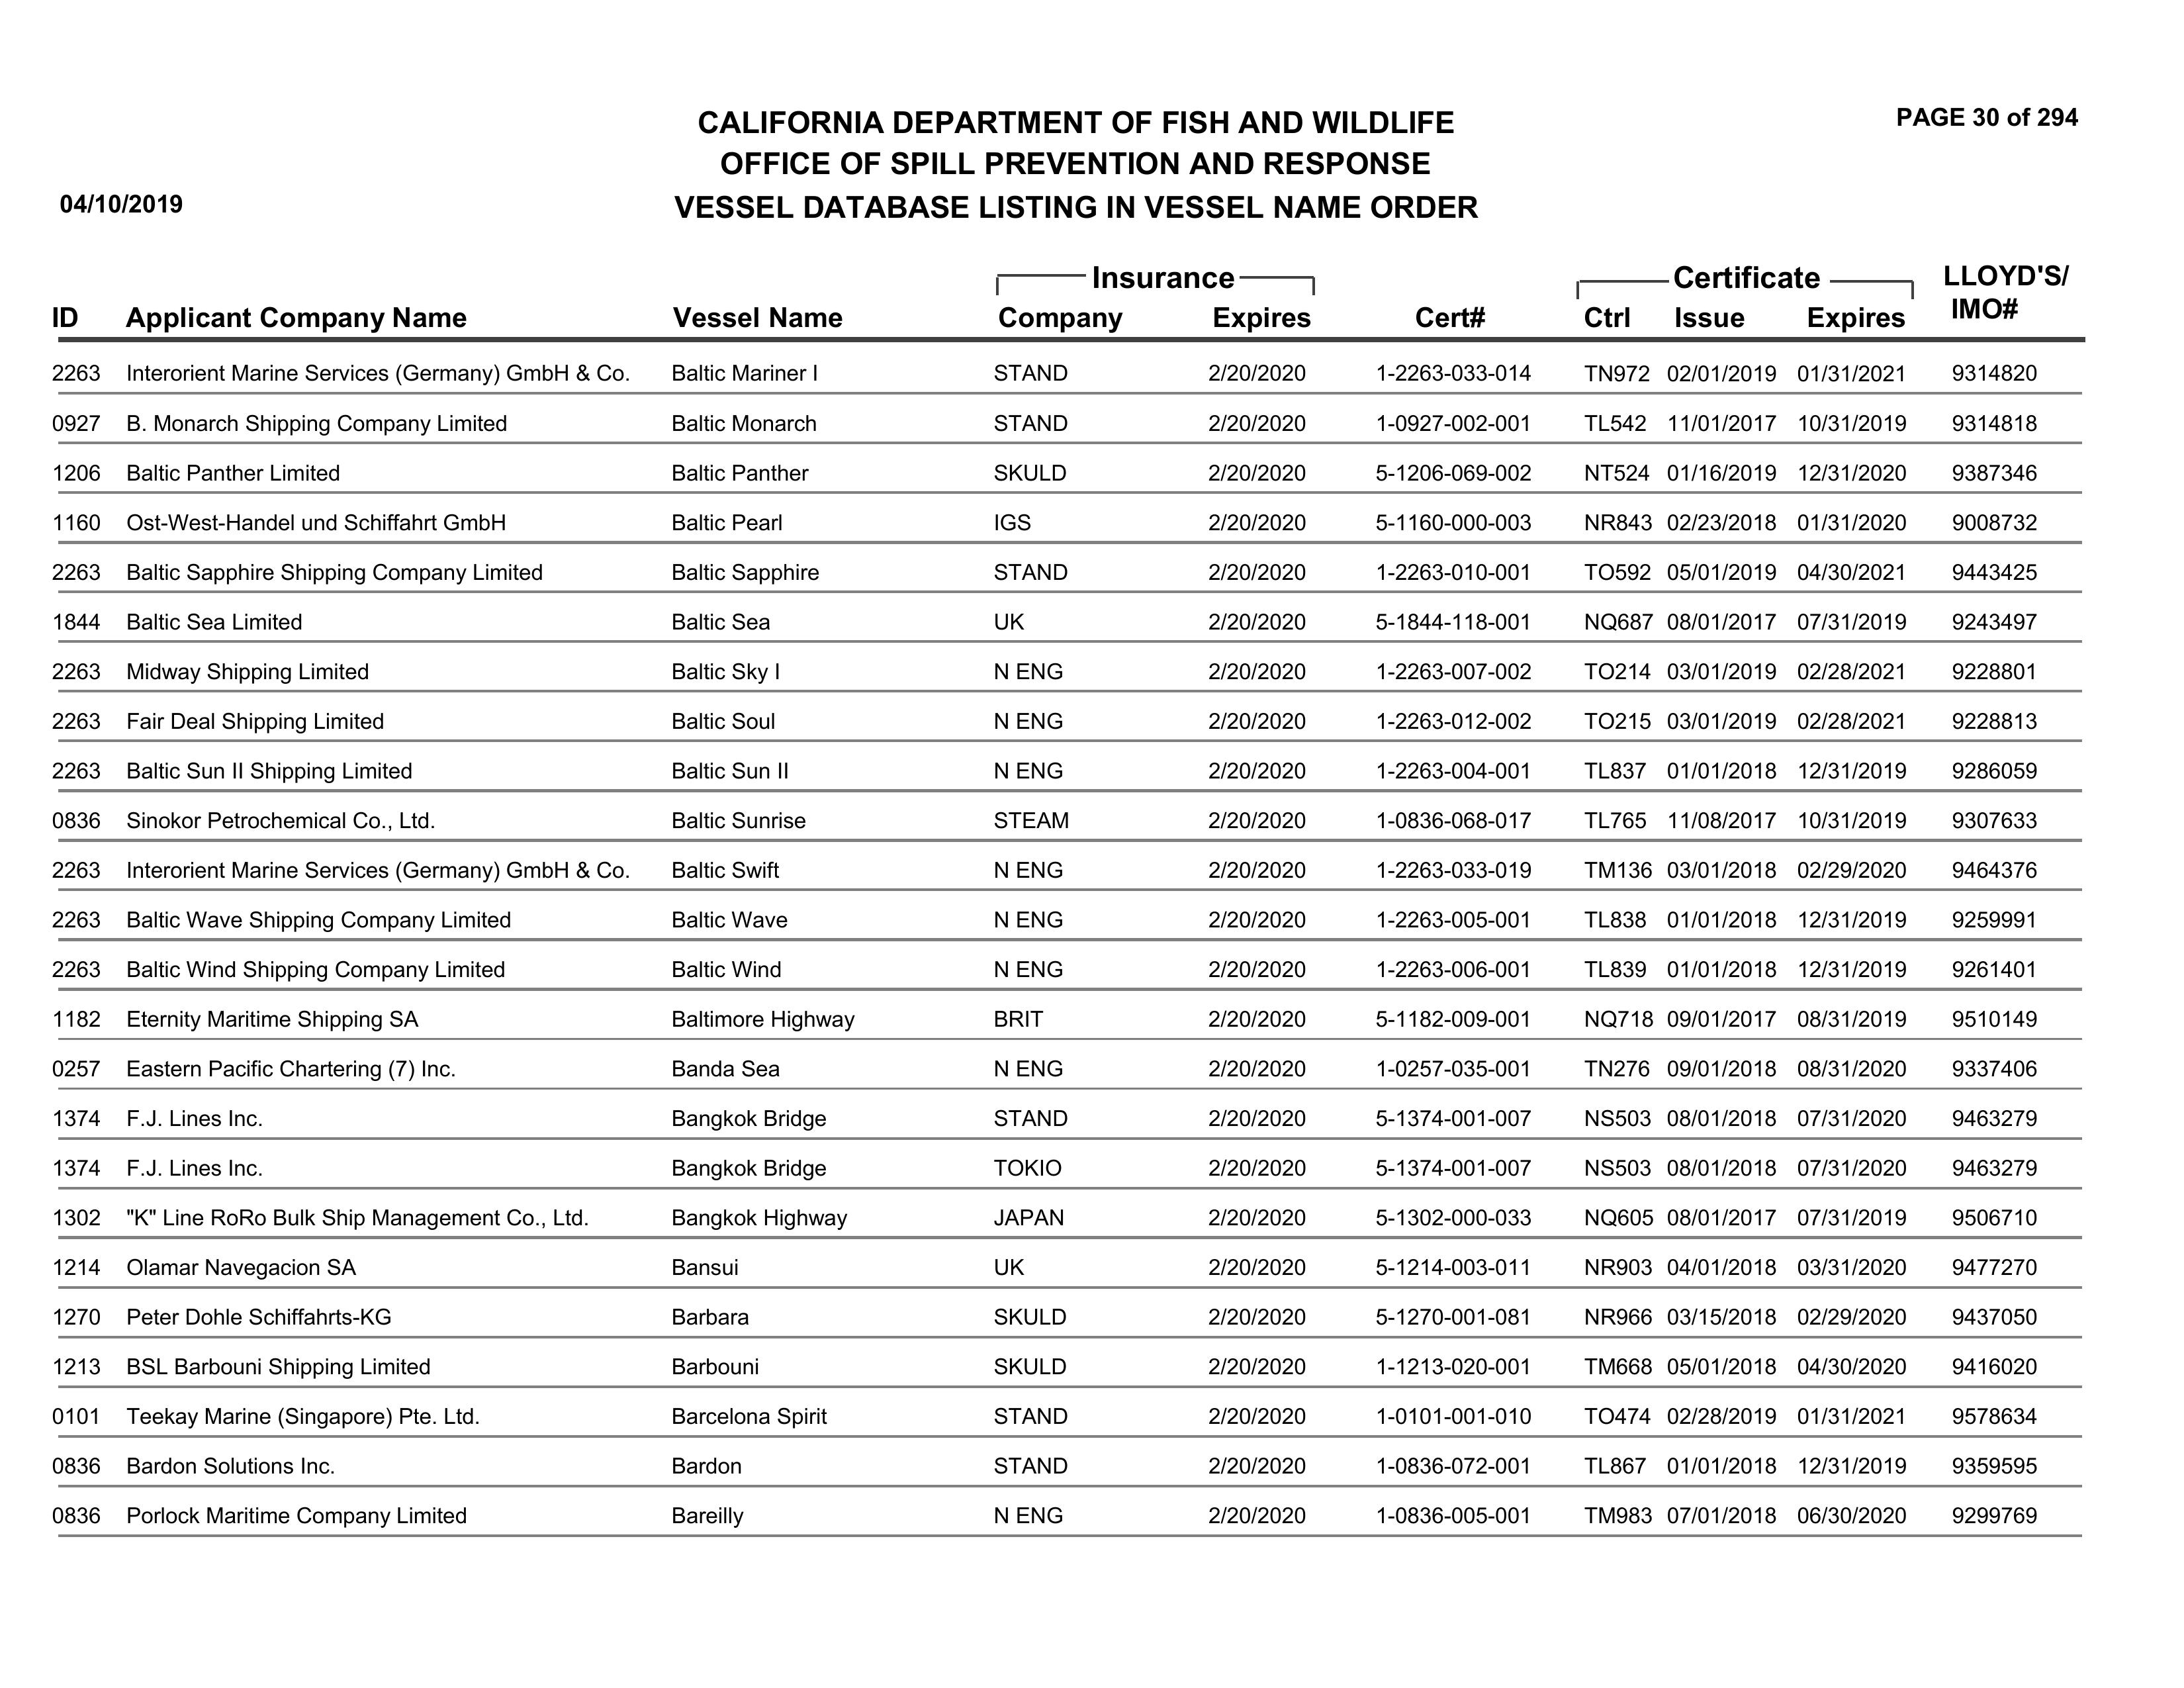 CALIFORNIA DEPARTMENT OF FISH AND WILDLIFE
PAGE 30 of 294
OFFICE OF SPILL PREVENTION AND RESPONSE
04/10/2019
VESSEL DATABASE LISTING IN VESSEL NAME ORDER
Insurance Certificate LLOYD'S/
ID Applicant Company Name Vessel Name Company Expires Cert# Ctrl Issue Expires IMO#
2263 Interorient Marine Services (Germany) GmbH & Co. Baltic Mariner I STAND 2/20/2020 1-2263-033-014 TN972 02/01/2019 01/31/2021 9314820
0927 B. Monarch Shipping Company Limited Baltic Monarch STAND 2/20/2020 1-0927-002-001 TL542 11/01/2017 10/31/2019 9314818
1206 Baltic Panther Limited Baltic Panther SKULD 2/20/2020 5-1206-069-002 NT524 01/16/2019 12/31/2020 9387346
1160 Ost-West-Handel und Schiffahrt GmbH Baltic Pearl IGS 2/20/2020 5-1160-000-003 NR843 02/23/2018 01/31/2020 9008732
2263 Baltic Sapphire Shipping Company Limited Baltic Sapphire STAND 2/20/2020 1-2263-010-001 TO592 05/01/2019 04/30/2021 9443425
1844 Baltic Sea Limited Baltic Sea UK 2/20/2020 5-1844-118-001 NQ687 08/01/2017 07/31/2019 9243497
2263 Midway Shipping Limited Baltic Sky I N ENG 2/20/2020 1-2263-007-002 TO214 03/01/2019 02/28/2021 9228801
2263 Fair Deal Shipping Limited Baltic Soul N ENG 2/20/2020 1-2263-012-002 TO215 03/01/2019 02/28/2021 9228813
2263 Baltic Sun II Shipping Limited Baltic Sun II N ENG 2/20/2020 1-2263-004-001 TL837 01/01/2018 12/31/2019 9286059
0836 Sinokor Petrochemical Co., Ltd. Baltic Sunrise STEAM 2/20/2020 1-0836-068-017 TL765 11/08/2017 10/31/2019 9307633
2263 Interorient Marine Services (Germany) GmbH & Co. Baltic Swift N ENG 2/20/2020 1-2263-033-019 TM136 03/01/2018 02/29/2020 9464376
2263 Baltic Wave Shipping Company Limited Baltic Wave N ENG 2/20/2020 1-2263-005-001 TL838 01/01/2018 12/31/2019 9259991
2263 Baltic Wind Shipping Company Limited Baltic Wind N ENG 2/20/2020 1-2263-006-001 TL839 01/01/2018 12/31/2019 9261401
1182 Eternity Maritime Shipping SA Baltimore Highway BRIT 2/20/2020 5-1182-009-001 NQ718 09/01/2017 08/31/2019 9510149
0257 Eastern Pacific Chartering (7) Inc. Banda Sea N ENG 2/20/2020 1-0257-035-001 TN276 09/01/2018 08/31/2020 9337406
1374 F.J. Lines Inc. Bangkok Bridge STAND 2/20/2020 5-1374-001-007 NS503 08/01/2018 07/31/2020 9463279
1374 F.J. Lines Inc. Bangkok Bridge TOKIO 2/20/2020 5-1374-001-007 NS503 08/01/2018 07/31/2020 9463279
1302 "K" Line RoRo Bulk Ship Management Co., Ltd. Bangkok Highway JAPAN 2/20/2020 5-1302-000-033 NQ605 08/01/2017 07/31/2019 9506710
1214 Olamar Navegacion SA Bansui UK 2/20/2020 5-1214-003-011 NR903 04/01/2018 03/31/2020 9477270
1270 Peter Dohle Schiffahrts-KG Barbara SKULD 2/20/2020 5-1270-001-081 NR966 03/15/2018 02/29/2020 9437050
1213 BSL Barbouni Shipping Limited Barbouni SKULD 2/20/2020 1-1213-020-001 TM668 05/01/2018 04/30/2020 9416020
0101 Teekay Marine (Singapore) Pte. Ltd. Barcelona Spirit STAND 2/20/2020 1-0101-001-010 TO474 02/28/2019 01/31/2021 9578634
0836 Bardon Solutions Inc. Bardon STAND 2/20/2020 1-0836-072-001 TL867 01/01/2018 12/31/2019 9359595
0836 Porlock Maritime Company Limited Bareilly N ENG 2/20/2020 1-0836-005-001 TM983 07/01/2018 06/30/2020 9299769